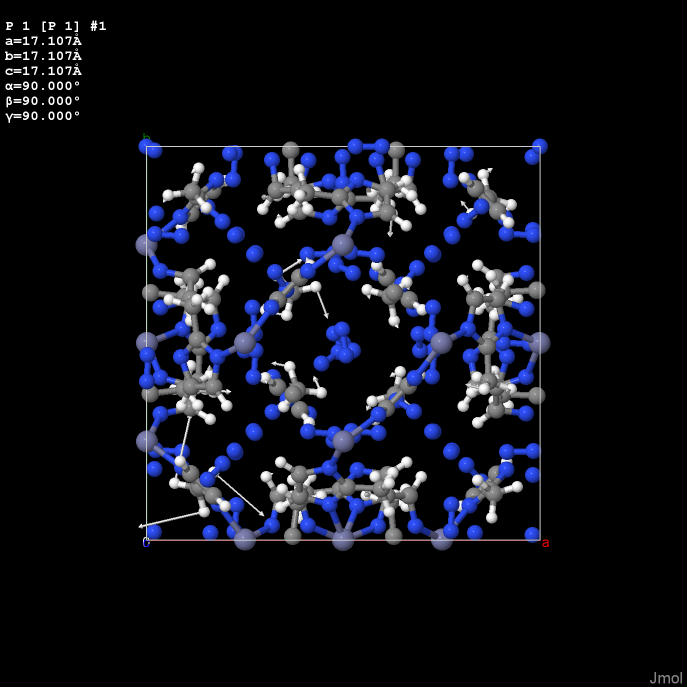 P 1 [P 1] #1
a=17.107Å
b=17.107Å
c=17.107Å
α=90.000°
β=90.000°
γ=90.000°
b
0
a
Jmol